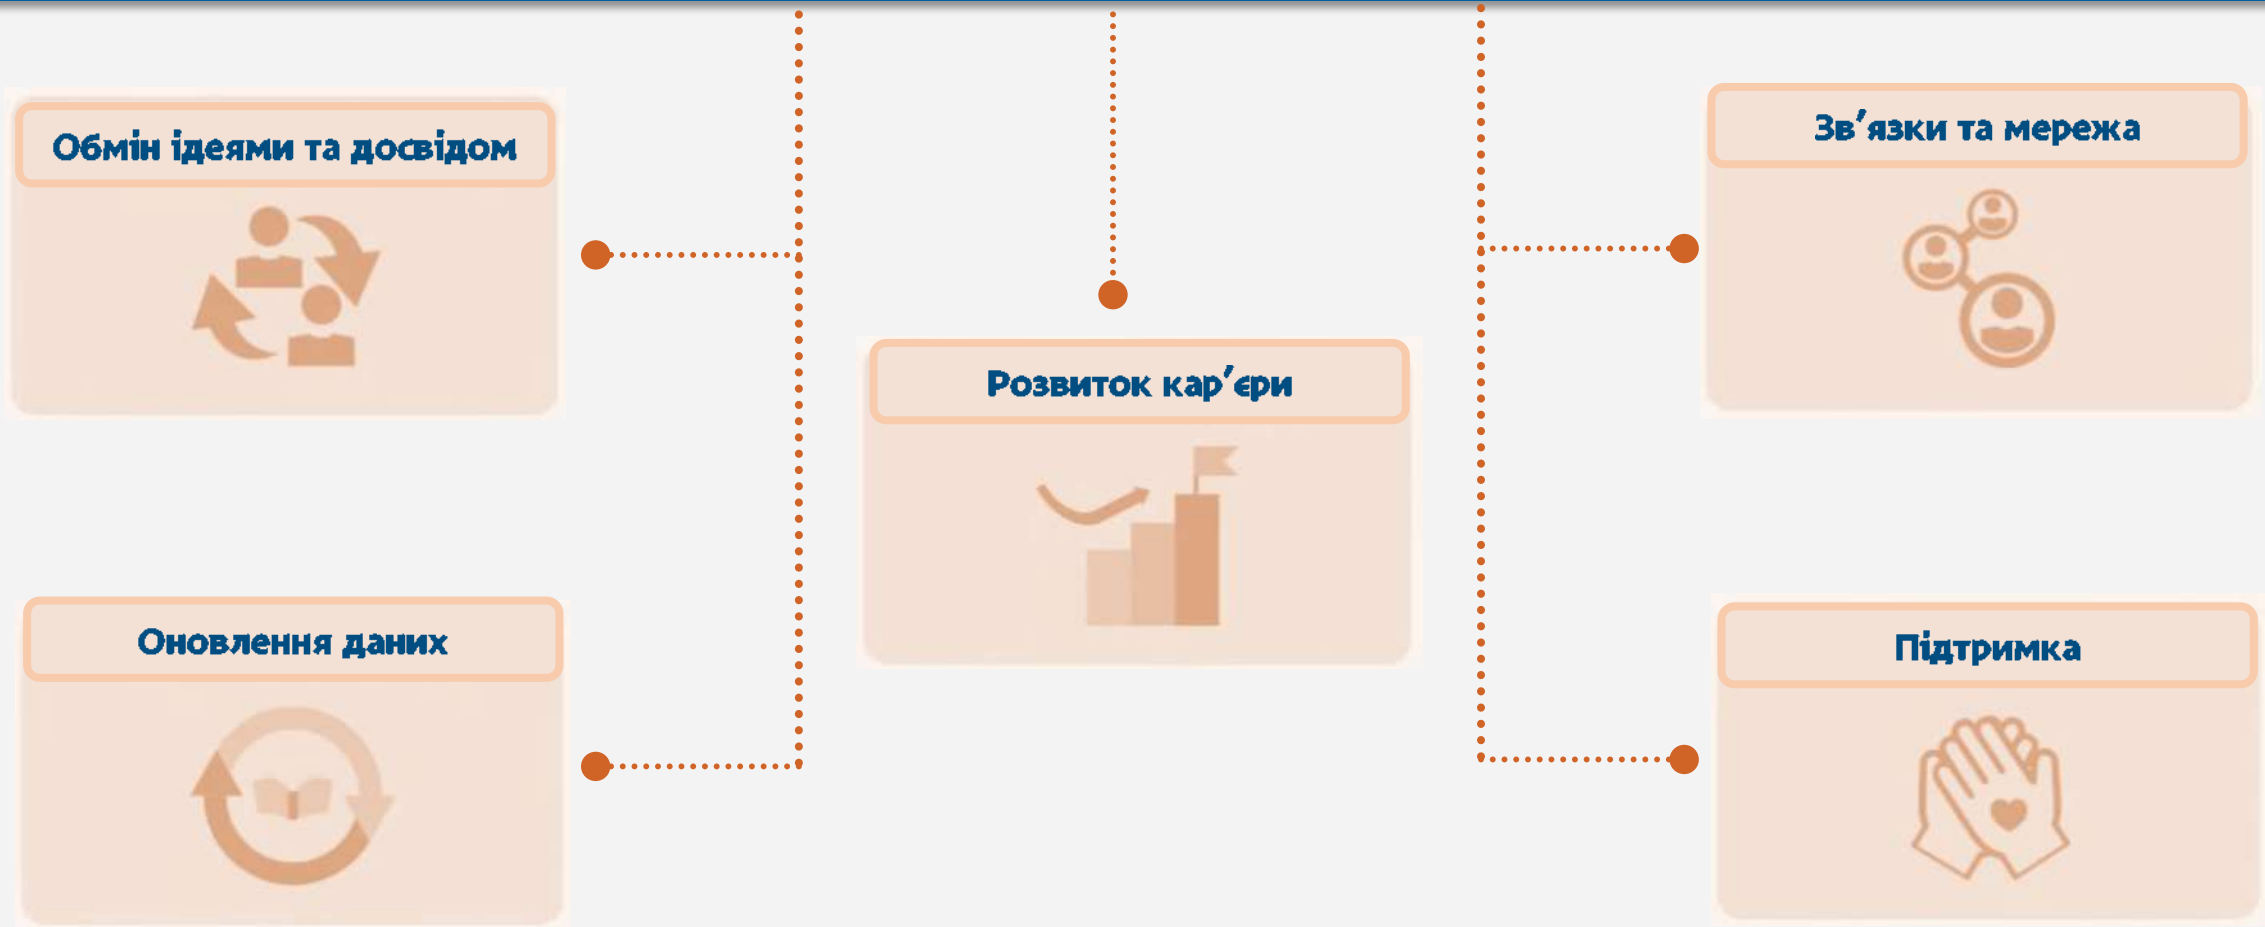 Обмін ідеями та досвідом
Зв’язки та мережа
Розвиток кар’єри
Оновлення даних
Підтримка